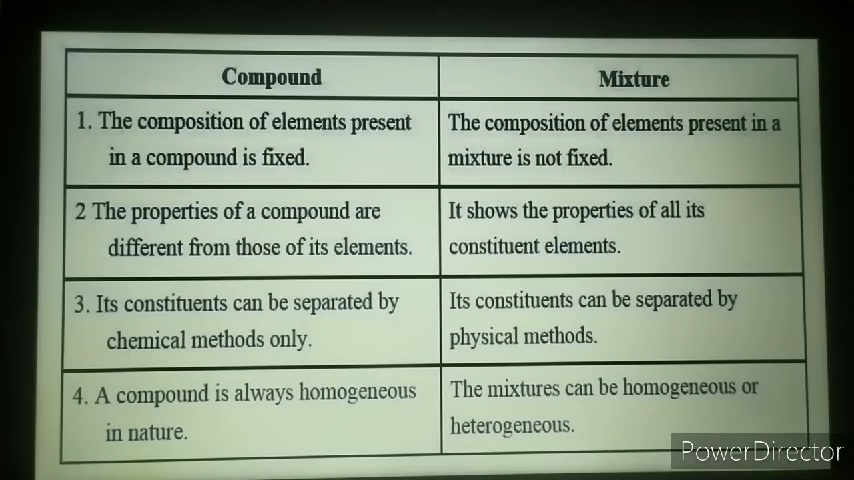 Compound
Mixture
1. The composition of elements present
in a compound is fixed.
The composition of elements present in a
mixture is not fixed.
2 The properties of a compound are
different from those of its elements.
It shows the properties of all its
constituent elements.
3. Its constituents can be separated by
chemical methods only.
Its constituents can be separated by
physical methods.
4. A compound is always homogeneous
in nature.
The mixtures can be homogeneous or
heterogeneous.
PowerDirector